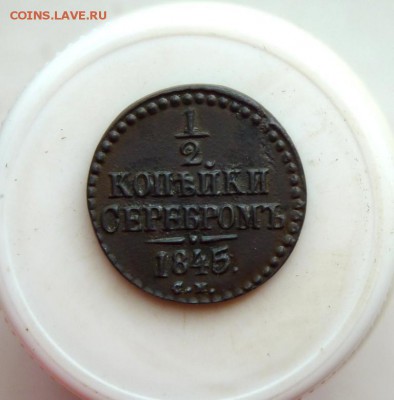 COINS.LAVE.RU
1
2.
КОПѢЙКИ
СЕРЕБРОМЪ
1845.
С.М.